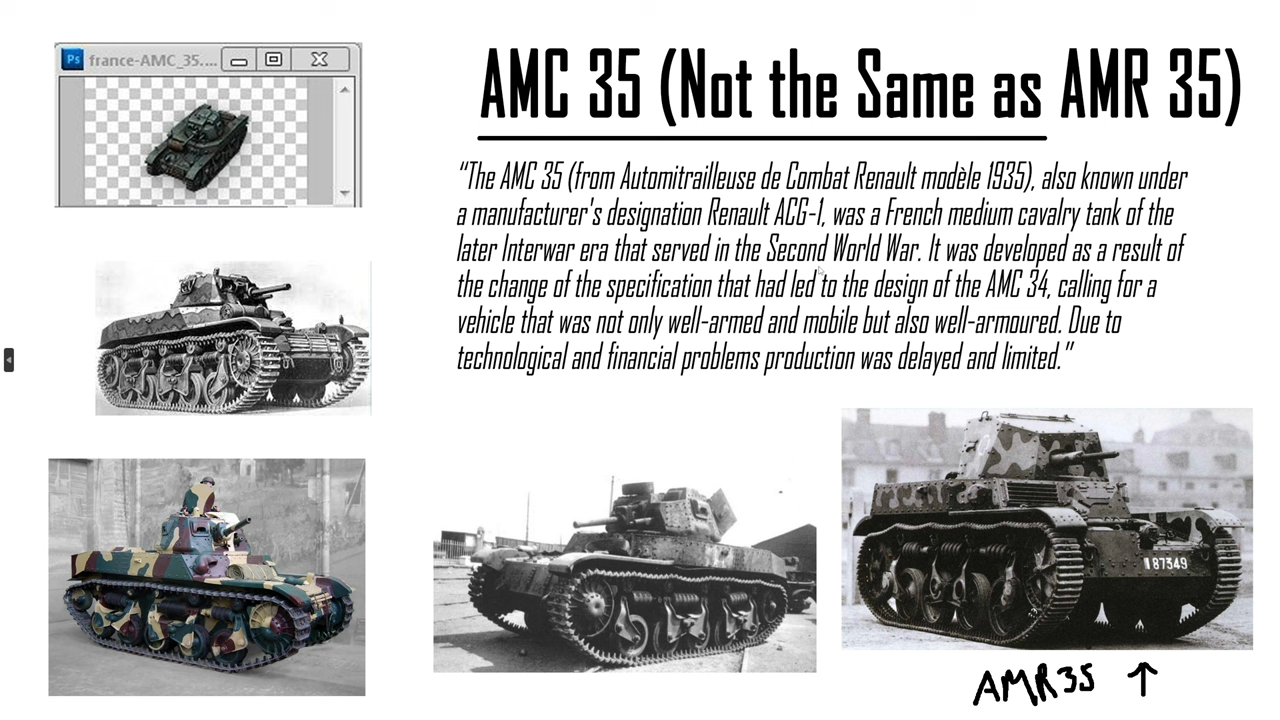 france-AMC_35....
Ps
AMC 35 (Not the Same as AMR 35)
“The AMC 35 (from Automitrailleuse de Combat Renault modèle 1935), also known under
a manufacturer's designation Renault ACG-1, was a French medium cavalry tank of the
later Interwar era that served in the Second World War. It was developed as a result of
the change of the specification that had led to the design of the AMC 34, calling for a
vehicle that was not only well-armed and mobile but also well-armoured. Due to
technological and financial problems production was delayed and limited.”
87349
AMR35 ↑